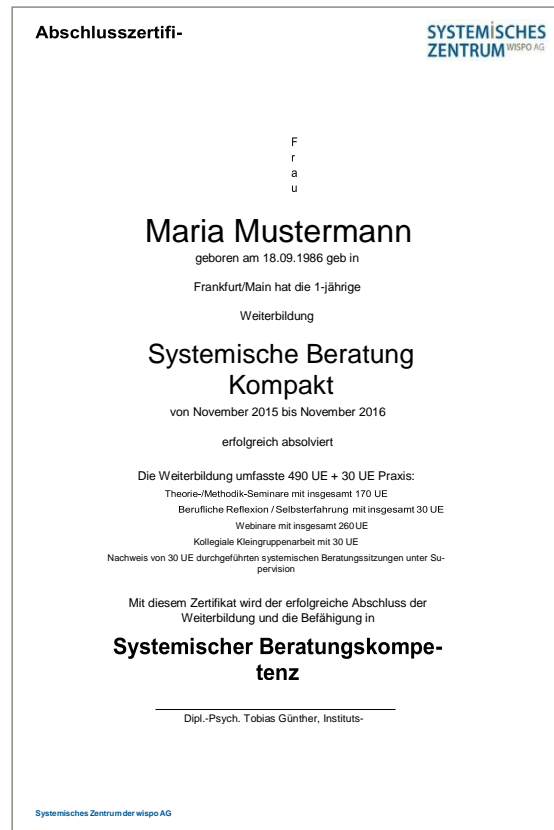 Abschlusszertifi-
SYSTEMiSCHES
ZENTRUM WISPO AG
F
r
a
u
Maria Mustermann
geboren am 18.09.1986 geb in
Frankfurt/Main hat die 1-jährige
Weiterbildung
Systemische Beratung
Kompakt
von November 2015 bis November 2016
erfolgreich absolviert
Die Weiterbildung umfasste 490 UE + 30 UE Praxis:
Theorie-/Methodik-Seminare mit insgesamt 170 UE
Berufliche Reflexion / Selbsterfahrung mit insgesamt 30 UE
Webinare mit insgesamt 260 UE
Kollegiale Kleingruppenarbeit mit 30 UE
Nachweis von 30 UE durchgeführten systemischen Beratungssitzungen unter Su-
pervision
Mit diesem Zertifikat wird der erfolgreiche Abschluss der
Weiterbildung und die Befähigung in
Systemischer Beratungskompe-
tenz
Dipl.-Psych. Tobias Günther, Instituts-
Systemisches Zentrum der wispo AG